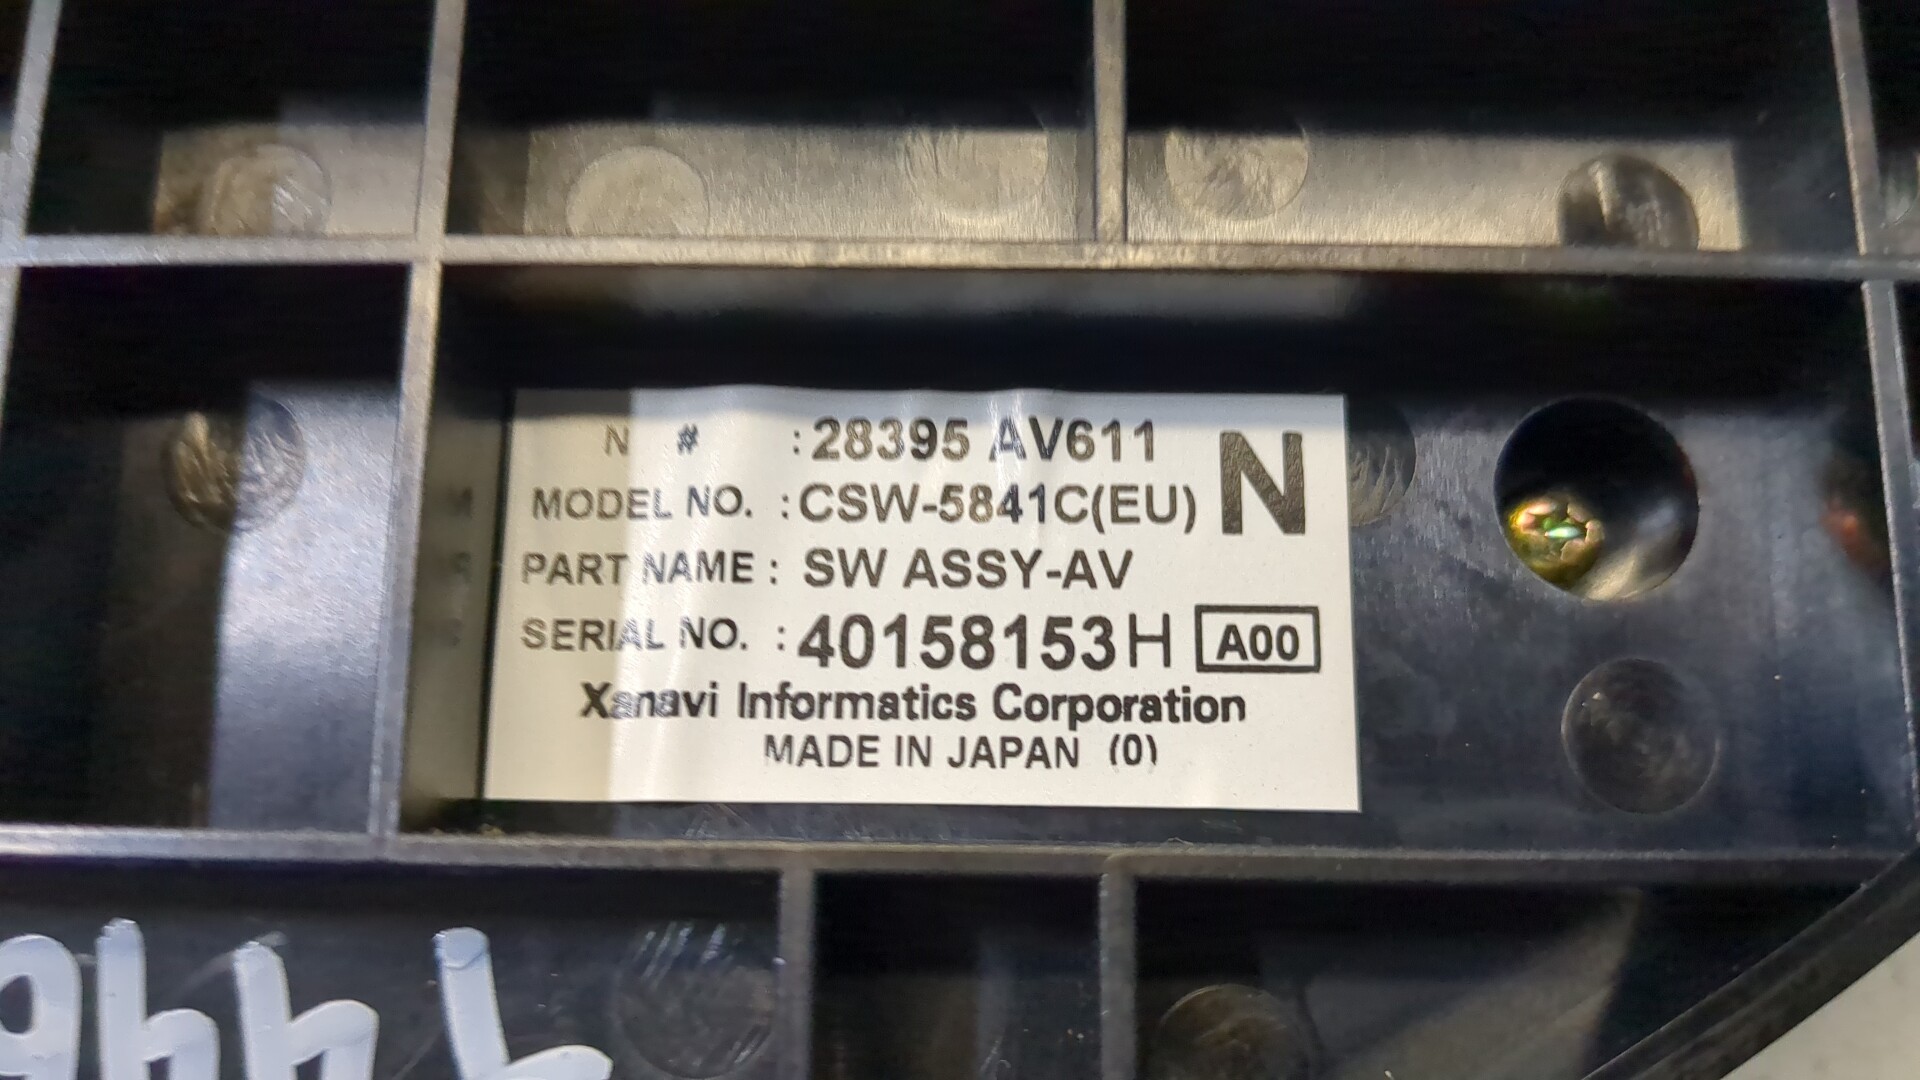 N # : 28395 AV611 N
MODEL NO. : CSW-5841C(EU)
PART NAME : SW ASSY-AV
SERIAL NO. : 40158153H A00
Xanavi Informatics Corporation
MADE IN JAPAN (0)